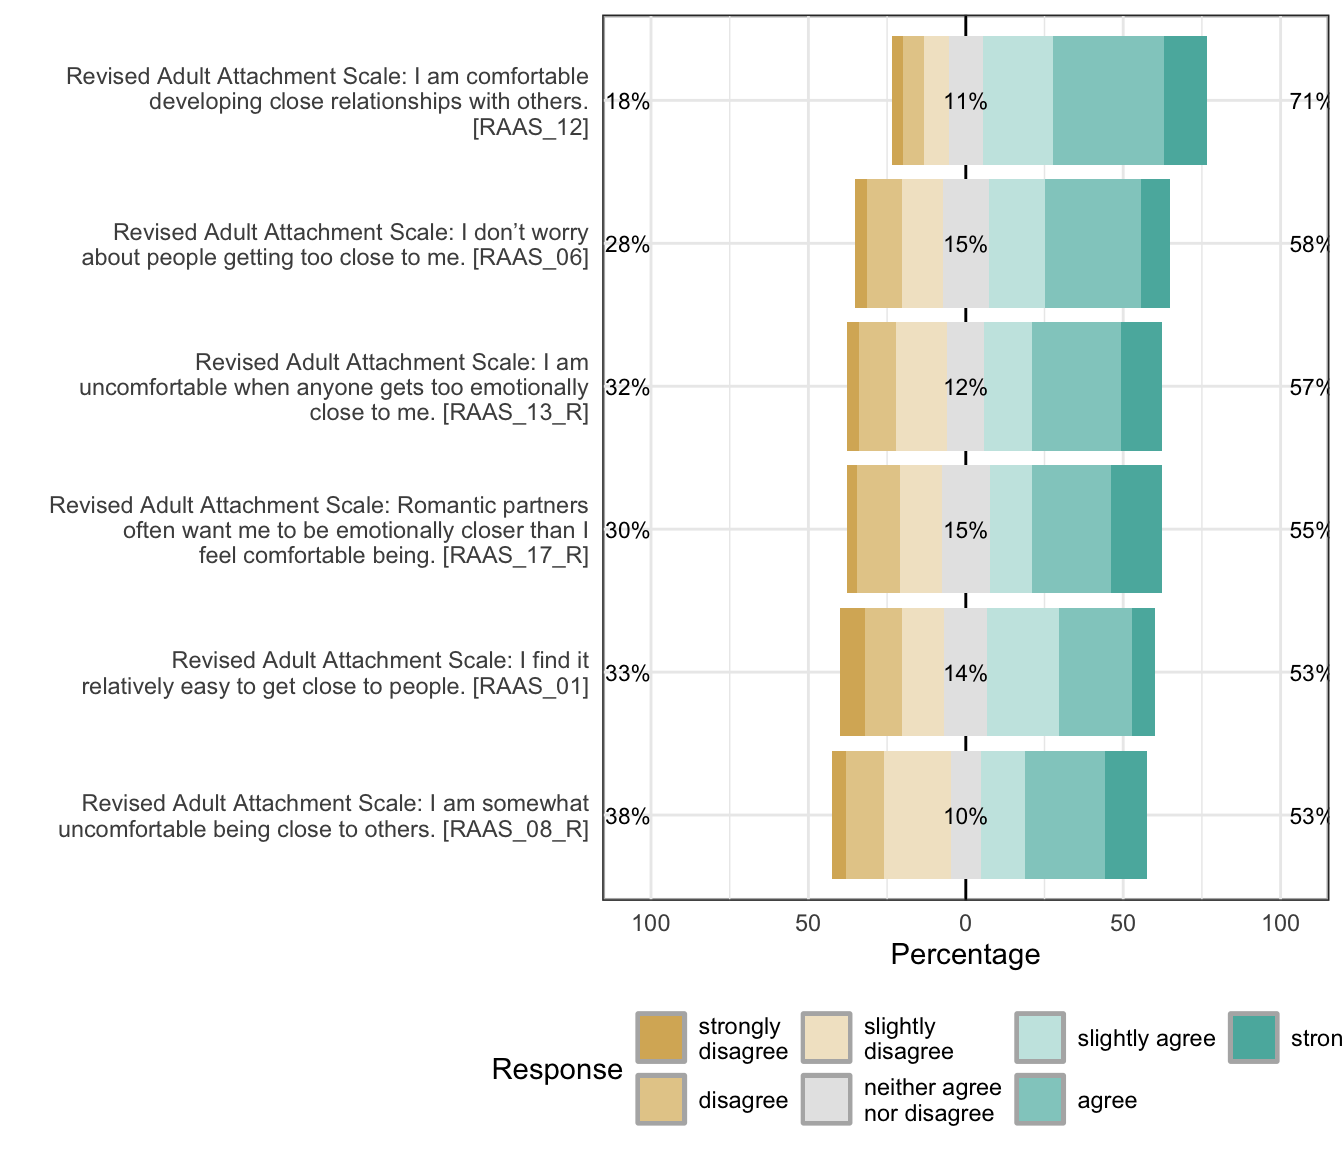 Revised Adult Attachment Scale: I am comfortable
developing close relationships with others.
[RAAS_12]
18%
11%
71%
Revised Adult Attachment Scale: I don’t worry
about people getting too close to me. [RAAS_06]
28%
15%
58%
Revised Adult Attachment Scale: I am
uncomfortable when anyone gets too emotionally
close to me. [RAAS_13_R]
32%
12%
57%
Revised Adult Attachment Scale: Romantic partners
often want me to be emotionally closer than I
feel comfortable being. [RAAS_17_R]
30%
15%
55%
Revised Adult Attachment Scale: I find it
relatively easy to get close to people. [RAAS_01]
33%
14%
53%
Revised Adult Attachment Scale: I am somewhat
uncomfortable being close to others. [RAAS_08_R]
38%
10%
53%
100 50 0 50 100
Percentage
Response
strongly
disagree
disagree
slightly
disagree
neither agree
nor disagree
slightly agree
agree
stron